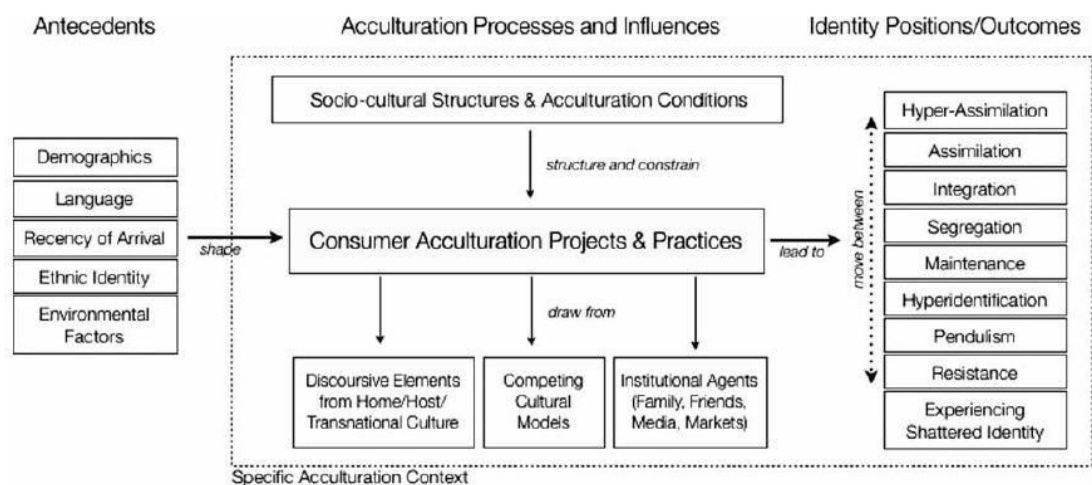 Antecedents
Acculturation Processes and Influences
Identity Positions/Outcomes
Demographics
Language
Recency of Arrival
Ethnic Identity
Environmental
Factors
shape
Socio-cultural Structures & Acculturation Conditions
structure and constrain
Consumer Acculturation Projects & Practices
draw from
Discoursive Elements
from Home/Host/
Transnational Culture
Competing
Cultural
Models
Institutional Agents
(Family, Friends,
Media, Markets)
lead to
move between
Hyper-Assimilation
Assimilation
Integration
Segregation
Maintenance
Hyperidentification
Pendulism
Resistance
Experiencing
Shattered Identity
Specific Acculturation Context